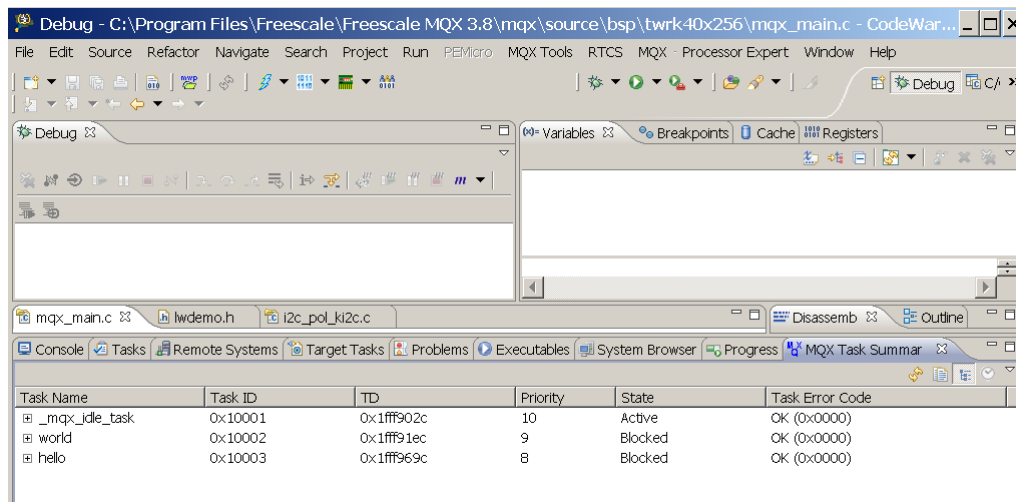 Debug - C:\Program Files\Freescale\Freescale MQX 3.8\mqx\source\bsp\twrk40x256\mqx_main.c - CodeWar...
File Edit Source Refactor Navigate Search Project Run PEMicro MQX Tools RTCS MQX Processor Expert Window Help
Debug C/
Debug Variables Breakpoints Cache Registers
mqx_main.c lwdemo.h i2c_pol_ki2c.c Disassemb Outline
Console Tasks Remote Systems Target Tasks Problems Executables System Browser Progress MQX Task Summar
Task Name Task ID TD Priority State Task Error Code
_mqx_idle_task 0x10001 0x1fff902c 10 Active OK (0x0000)
world 0x10002 0x1fff91ec 9 Blocked OK (0x0000)
hello 0x10003 0x1fff969c 8 Blocked OK (0x0000)